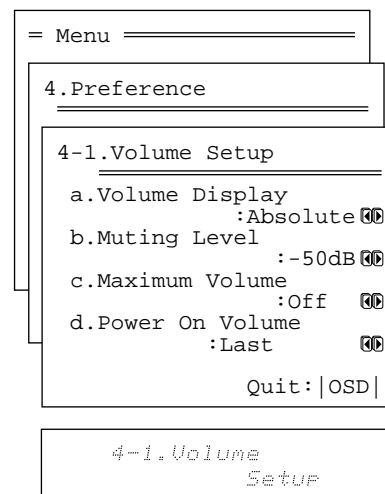 = Menu
4.Preference
4-1.Volume Setup
a.Volume Display
:Absolute
b.Muting Level
:-50dB
c.Maximum Volume
:Off
d.Power On Volume
:Last
Quit:|OSD|
4-1.Volume
Setup